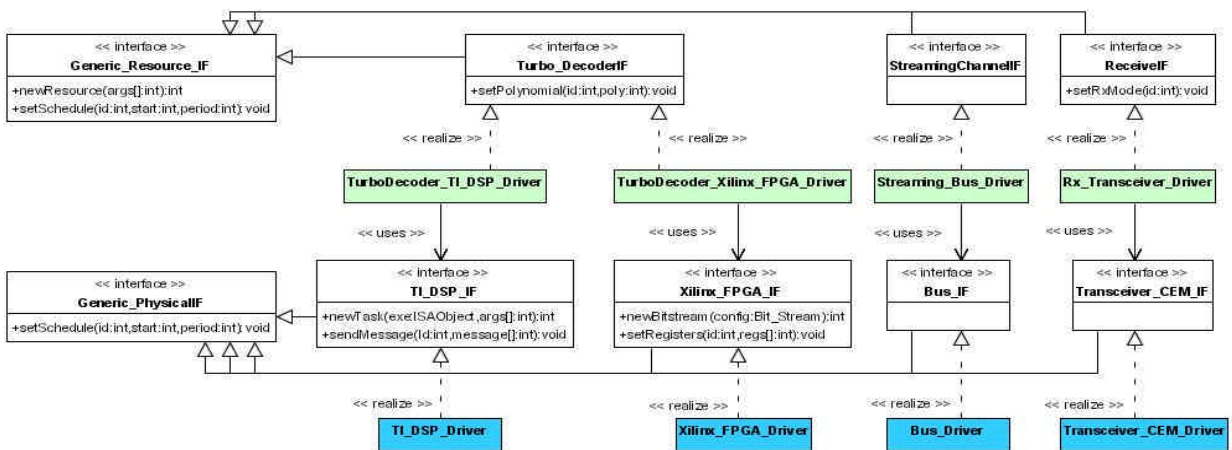 << interface >>
Generic_Resource_IF
+newResource(args[]:int):int
+setSchedule(id:int,start:int,period:int):void
<< interface >>
Turbo_DecoderIF
+setPolynomial(id:int,poly:int):void
<< interface >>
StreamingChannelIF
<< interface >>
ReceiveIF
+setRxMode(id:int):void
<< realize >>
<< realize >>
<< realize >>
<< realize >>
TurboDecoder_TI_DSP_Driver
TurboDecoder_Xilinx_FPGA_Driver
Streaming_Bus_Driver
Rx_Transceiver_Driver
<< uses >>
<< uses >>
<< uses >>
<< uses >>
<< interface >>
Generic_PhysicalIF
+setSchedule(id:int,start:int,period:int):void
<< interface >>
TI_DSP_IF
+newTask(exe:ISAObject,args[]:int):int
+sendMessage(Id:int,message[]:int):void
<< interface >>
Xilinx_FPGA_IF
+newBitstream(config:Bit_Stream):int
+setRegisters(id:int,regs[]:int):void
<< interface >>
Bus_IF
<< interface >>
Transceiver_CEM_IF
<< realize >>
<< realize >>
<< realize >>
<< realize >>
TI_DSP_Driver
Xilinx_FPGA_Driver
Bus_Driver
Transceiver_CEM_Driver